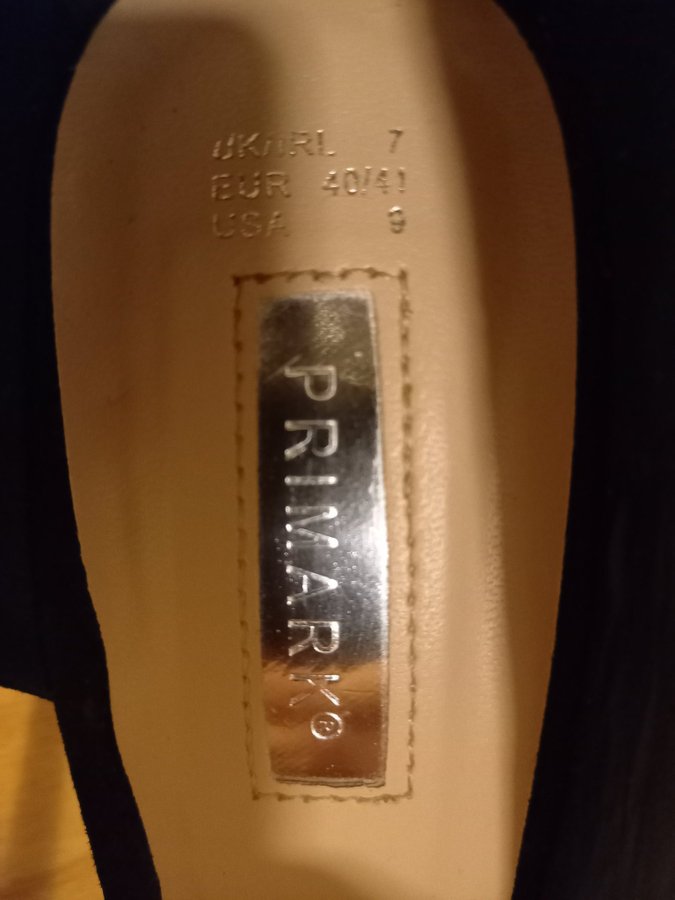 UK/IRL 7
EUR 40/41
USA 9
PRIMARK®